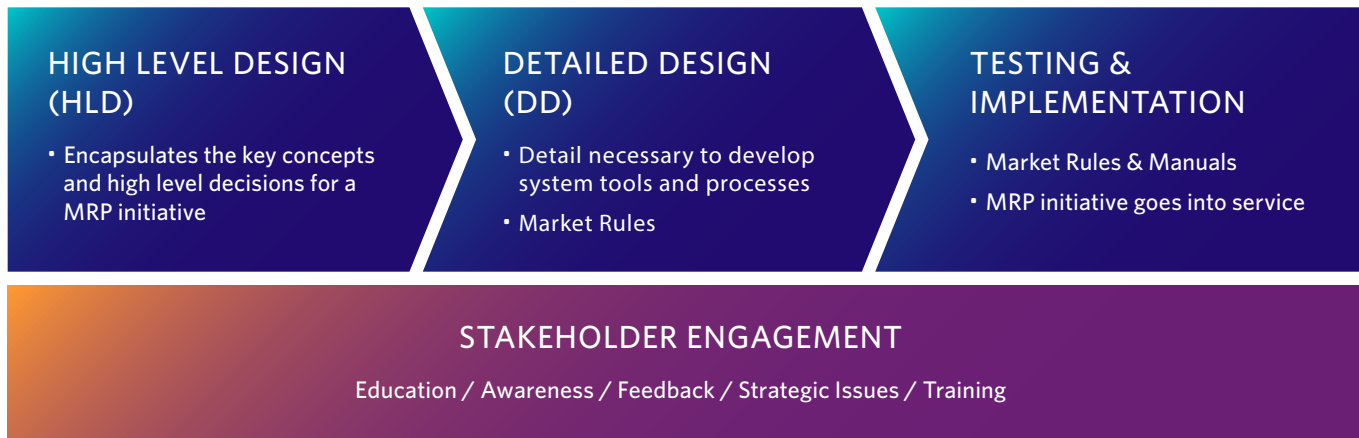 HIGH LEVEL DESIGN
(HLD)
• Encapsulates the key concepts
and high level decisions for a
MRP initiative
DETAILED DESIGN
(DD)
• Detail necessary to develop
system tools and processes
• Market Rules
TESTING &
IMPLEMENTATION
• Market Rules & Manuals
• MRP initiative goes into service
STAKEHOLDER ENGAGEMENT
Education / Awareness / Feedback / Strategic Issues / Training